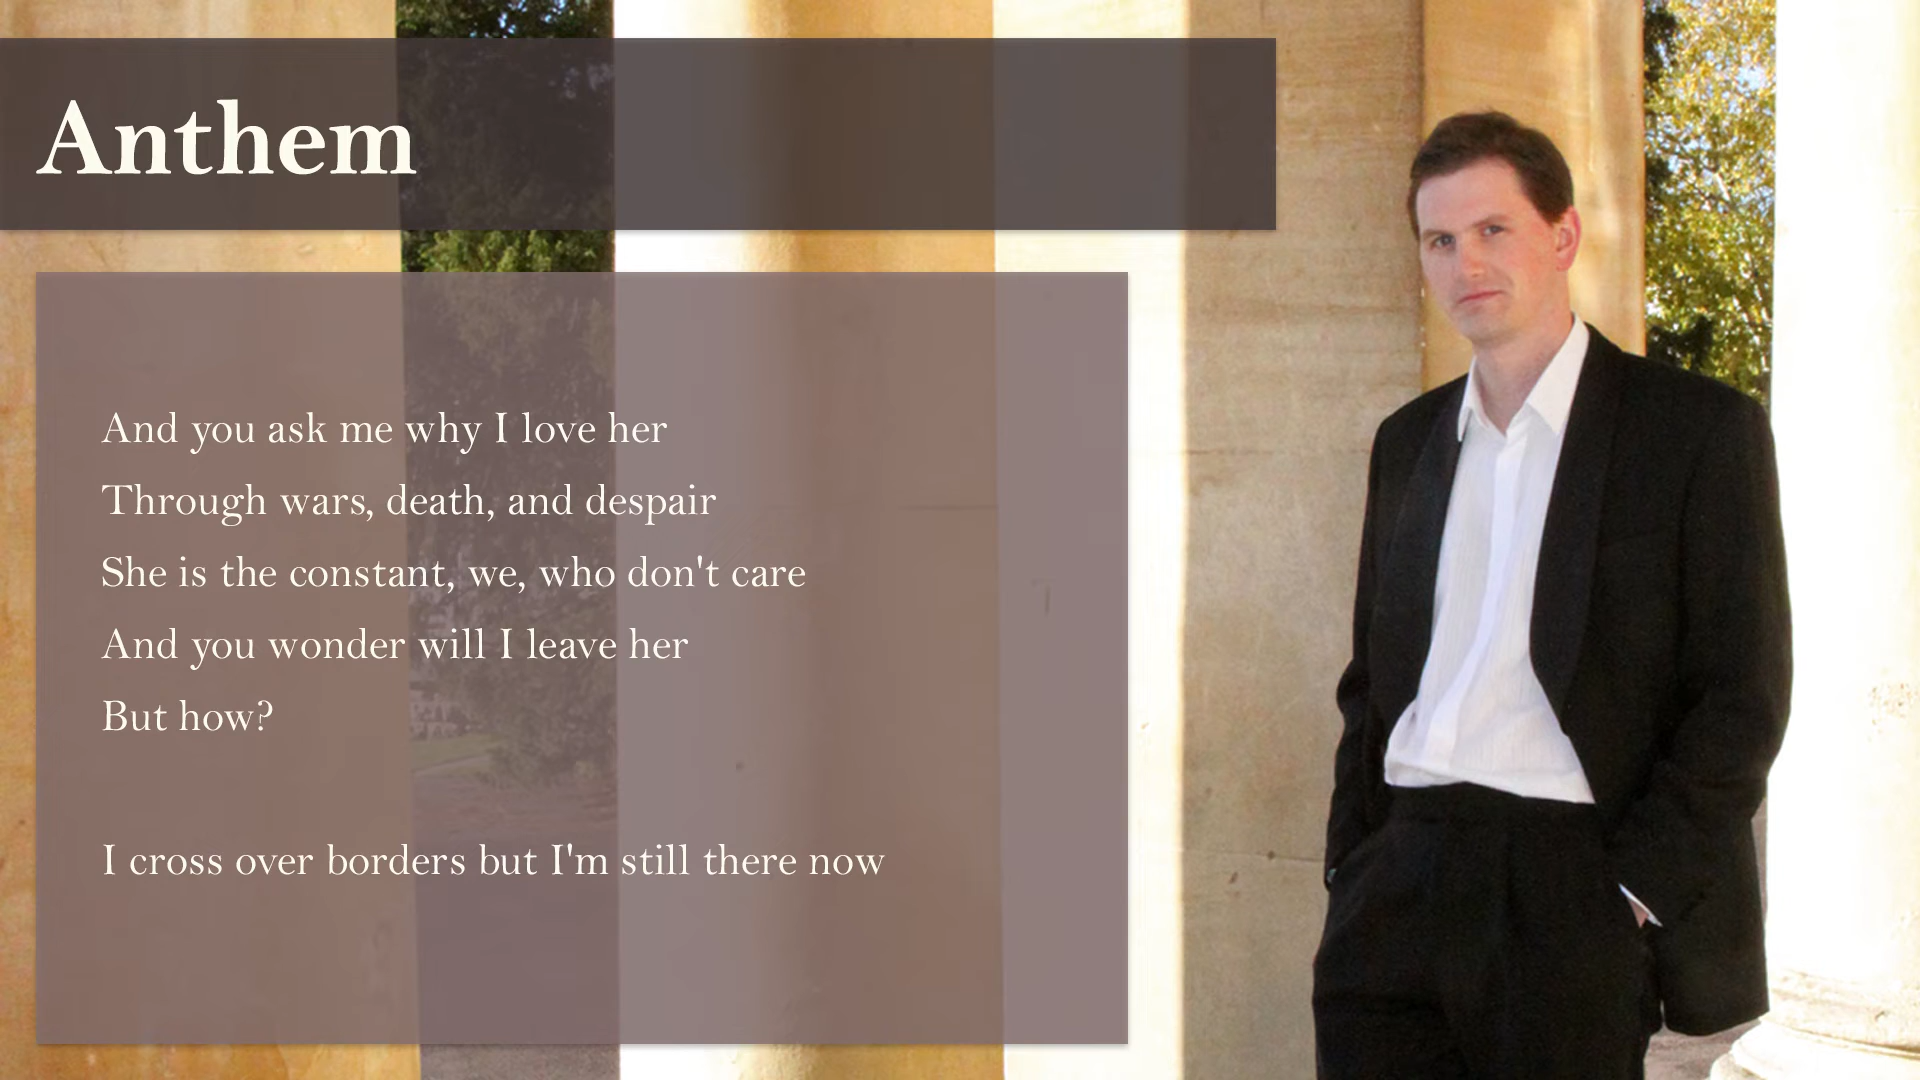 Anthem
And you ask me why I love her
Through wars, death, and despair
She is the constant, we, who don't care
And you wonder will I leave her
But how?
I cross over borders but I'm still there now